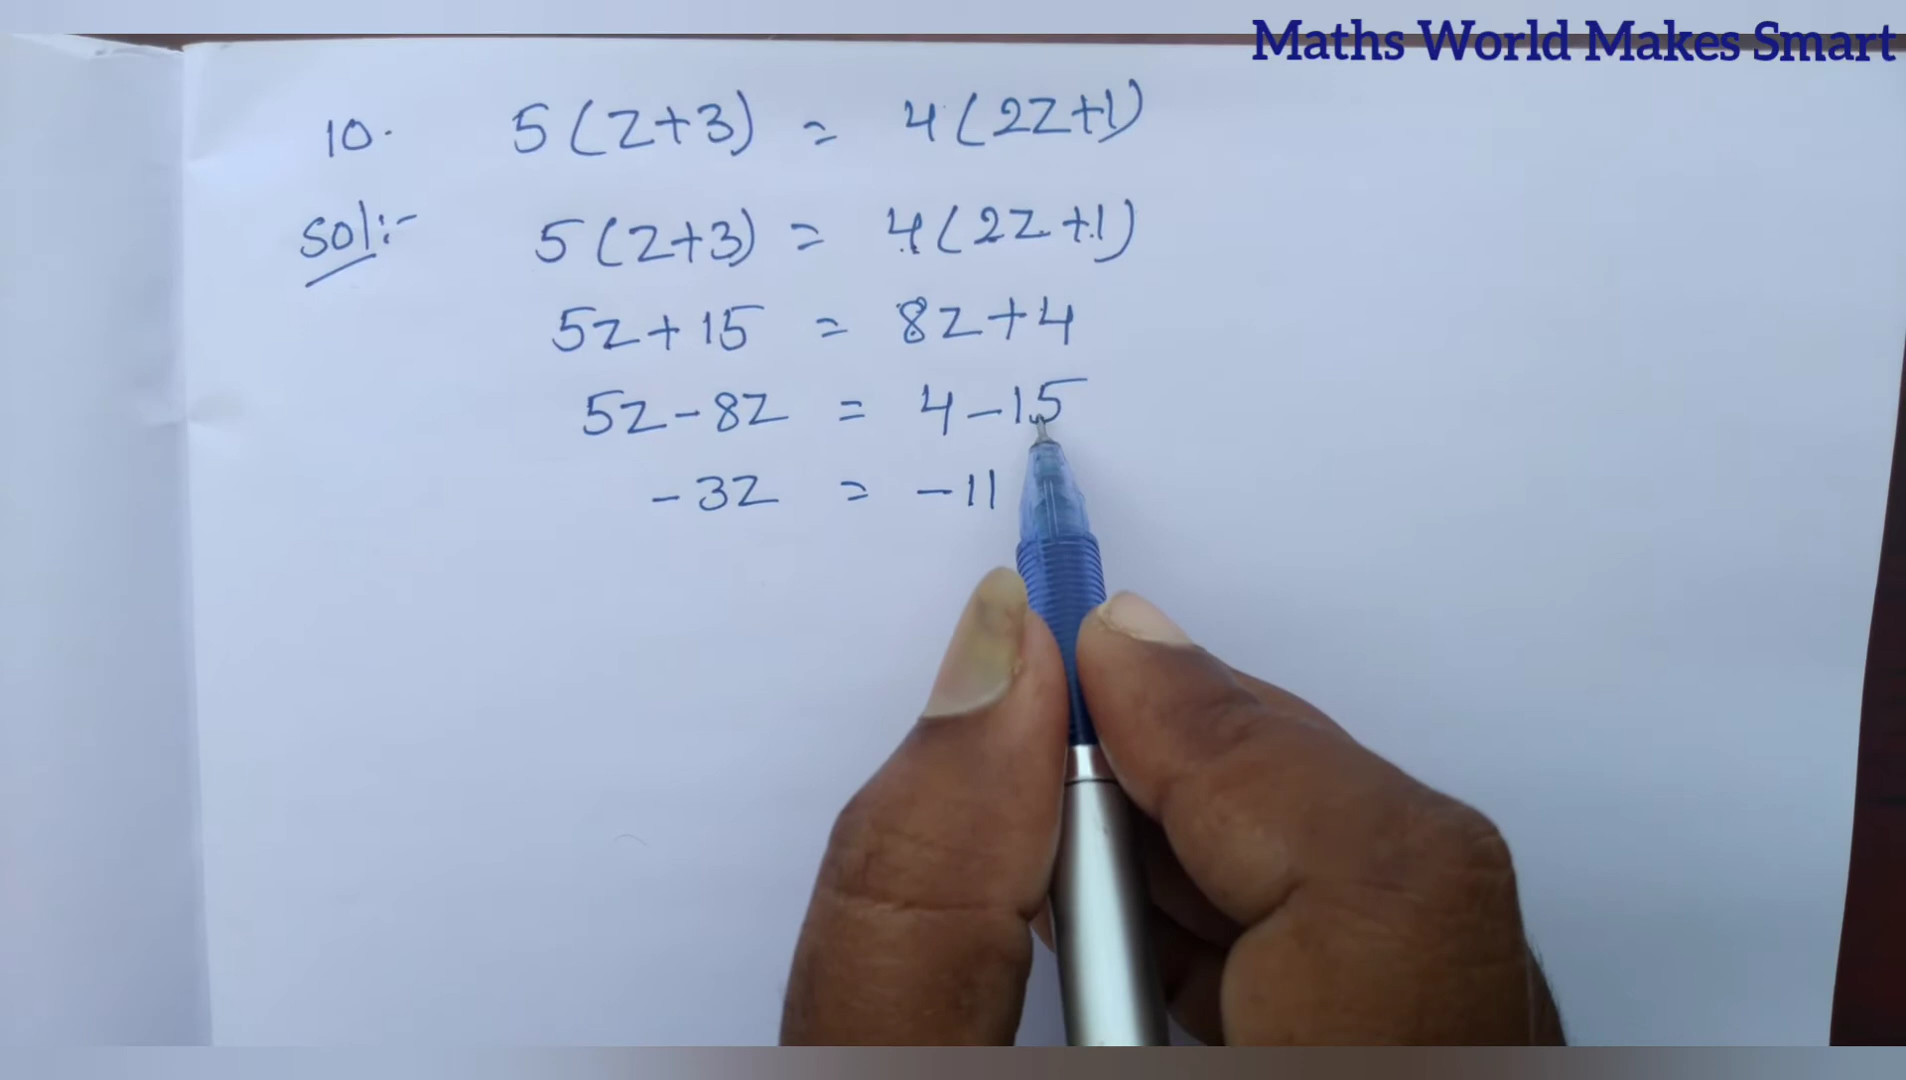 Maths World Makes Smart
10. 5(z+3) = 4(2z+1)
Sol:- 5(z+3) = 4(2z+1)
5z+15 = 8z+4
5z-8z = 4-15
-3z = -11